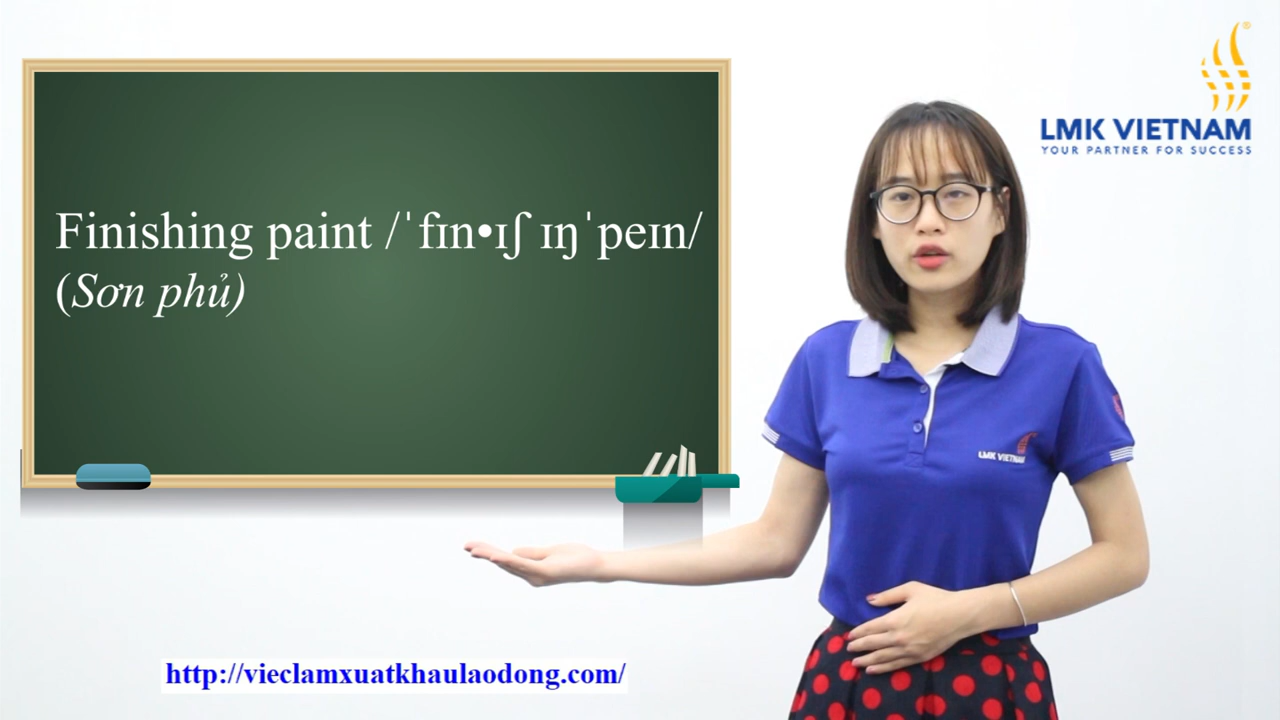 Finishing paint /ˈfɪn•ɪʃ ɪŋˈpeɪn/
(Sơn phủ)
LMK VIETNAM
YOUR PARTNER FOR SUCCESS
LMK VIETNAM
http://vieclamxuatkhaulaodong.com/